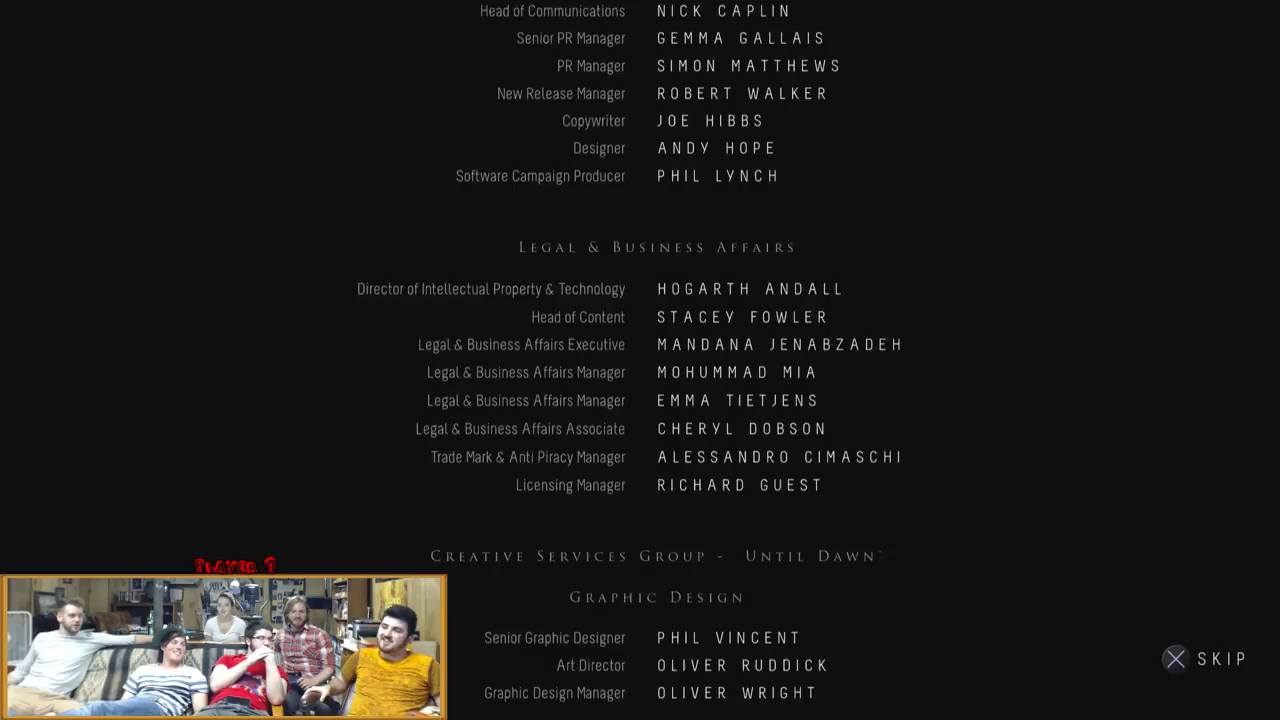 Head of Communications NICK CAPLIN
Senior PR Manager GEMMA GALLAIS
PR Manager SIMON MATTHEWS
New Release Manager ROBERT WALKER
Copywriter JOE HIBBS
Designer ANDY HOPE
Software Campaign Producer PHIL LYNCH
LEGAL & BUSINESS AFFAIRS
Director of Intellectual Property & Technology HOGARTH ANDALL
Head of Content STACEY FOWLER
Legal & Business Affairs Executive MANDANA JENABZADEH
Legal & Business Affairs Manager MOHUMMAD MIA
Legal & Business Affairs Manager EMMA TIETJENS
Legal & Business Affairs Associate CHERYL DOBSON
Trade Mark & Anti Piracy Manager ALESSANDRO CIMASCHI
Licensing Manager RICHARD GUEST
CREATIVE SERVICES GROUP - UNTIL DAWN™
GRAPHIC DESIGN
Senior Graphic Designer PHIL VINCENT
Art Director OLIVER RUDDICK
Graphic Design Manager OLIVER WRIGHT
PLAYER ?
SKIP